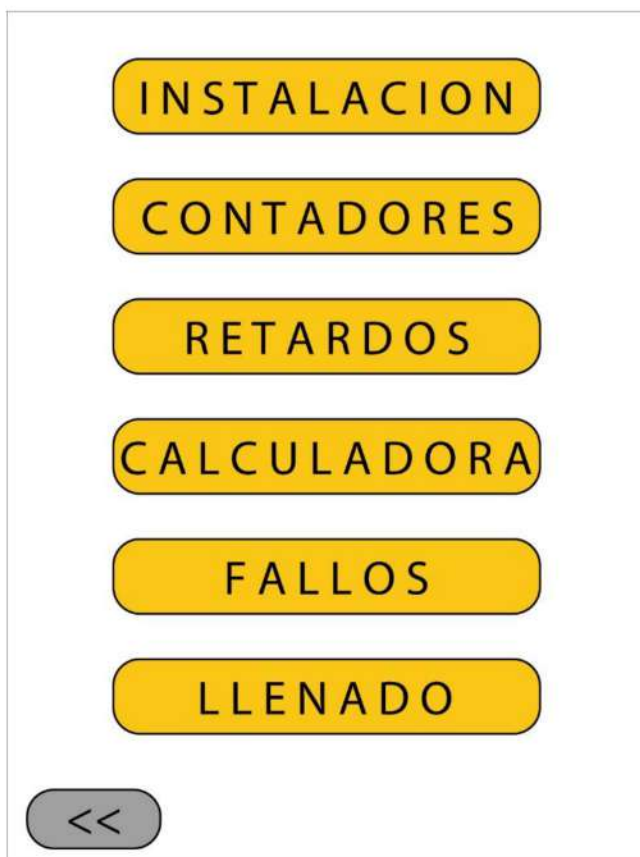 INSTALACION
CONTADORES
RETARDOS
CALCULADORA
FALLOS
LLENADO
<<